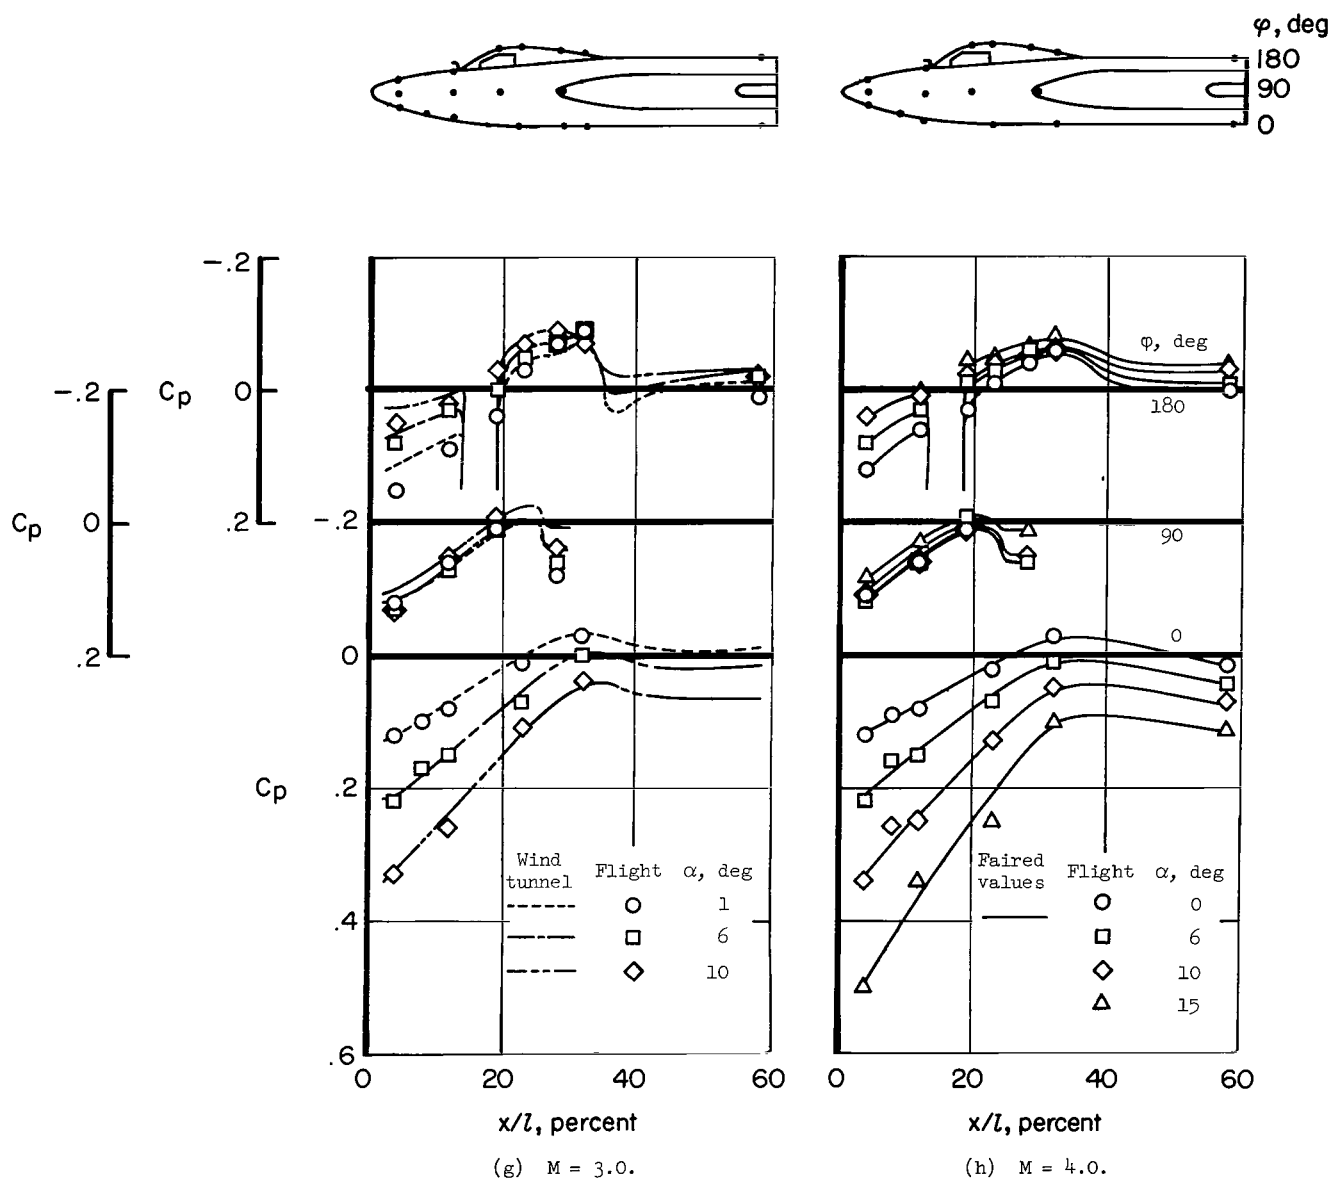 φ, deg
180
90
0
-.2
-.2 Cp 0
Cp 0 .2 -.2
.2 0
Cp .2
.4
.6
0 20 40 60
x/l, percent
(g) M = 3.0.
Wind tunnel Flight α, deg
1
6
10
φ, deg
180
90
0
Faired values Flight α, deg
0
6
10
15
0 20 40 60
x/l, percent
(h) M = 4.0.